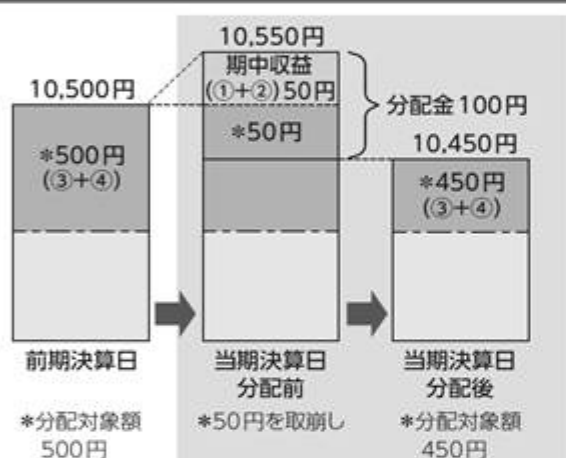 10,550円
期中収益
(①+②)50円
10,500円
分配金100円
*50円
10,450円
*500円
(③+④)
*450円
(③+④)
前期決算日
当期決算日
分配前
当期決算日
分配後
*分配対象額
500円
*50円を取崩し
*分配対象額
450円